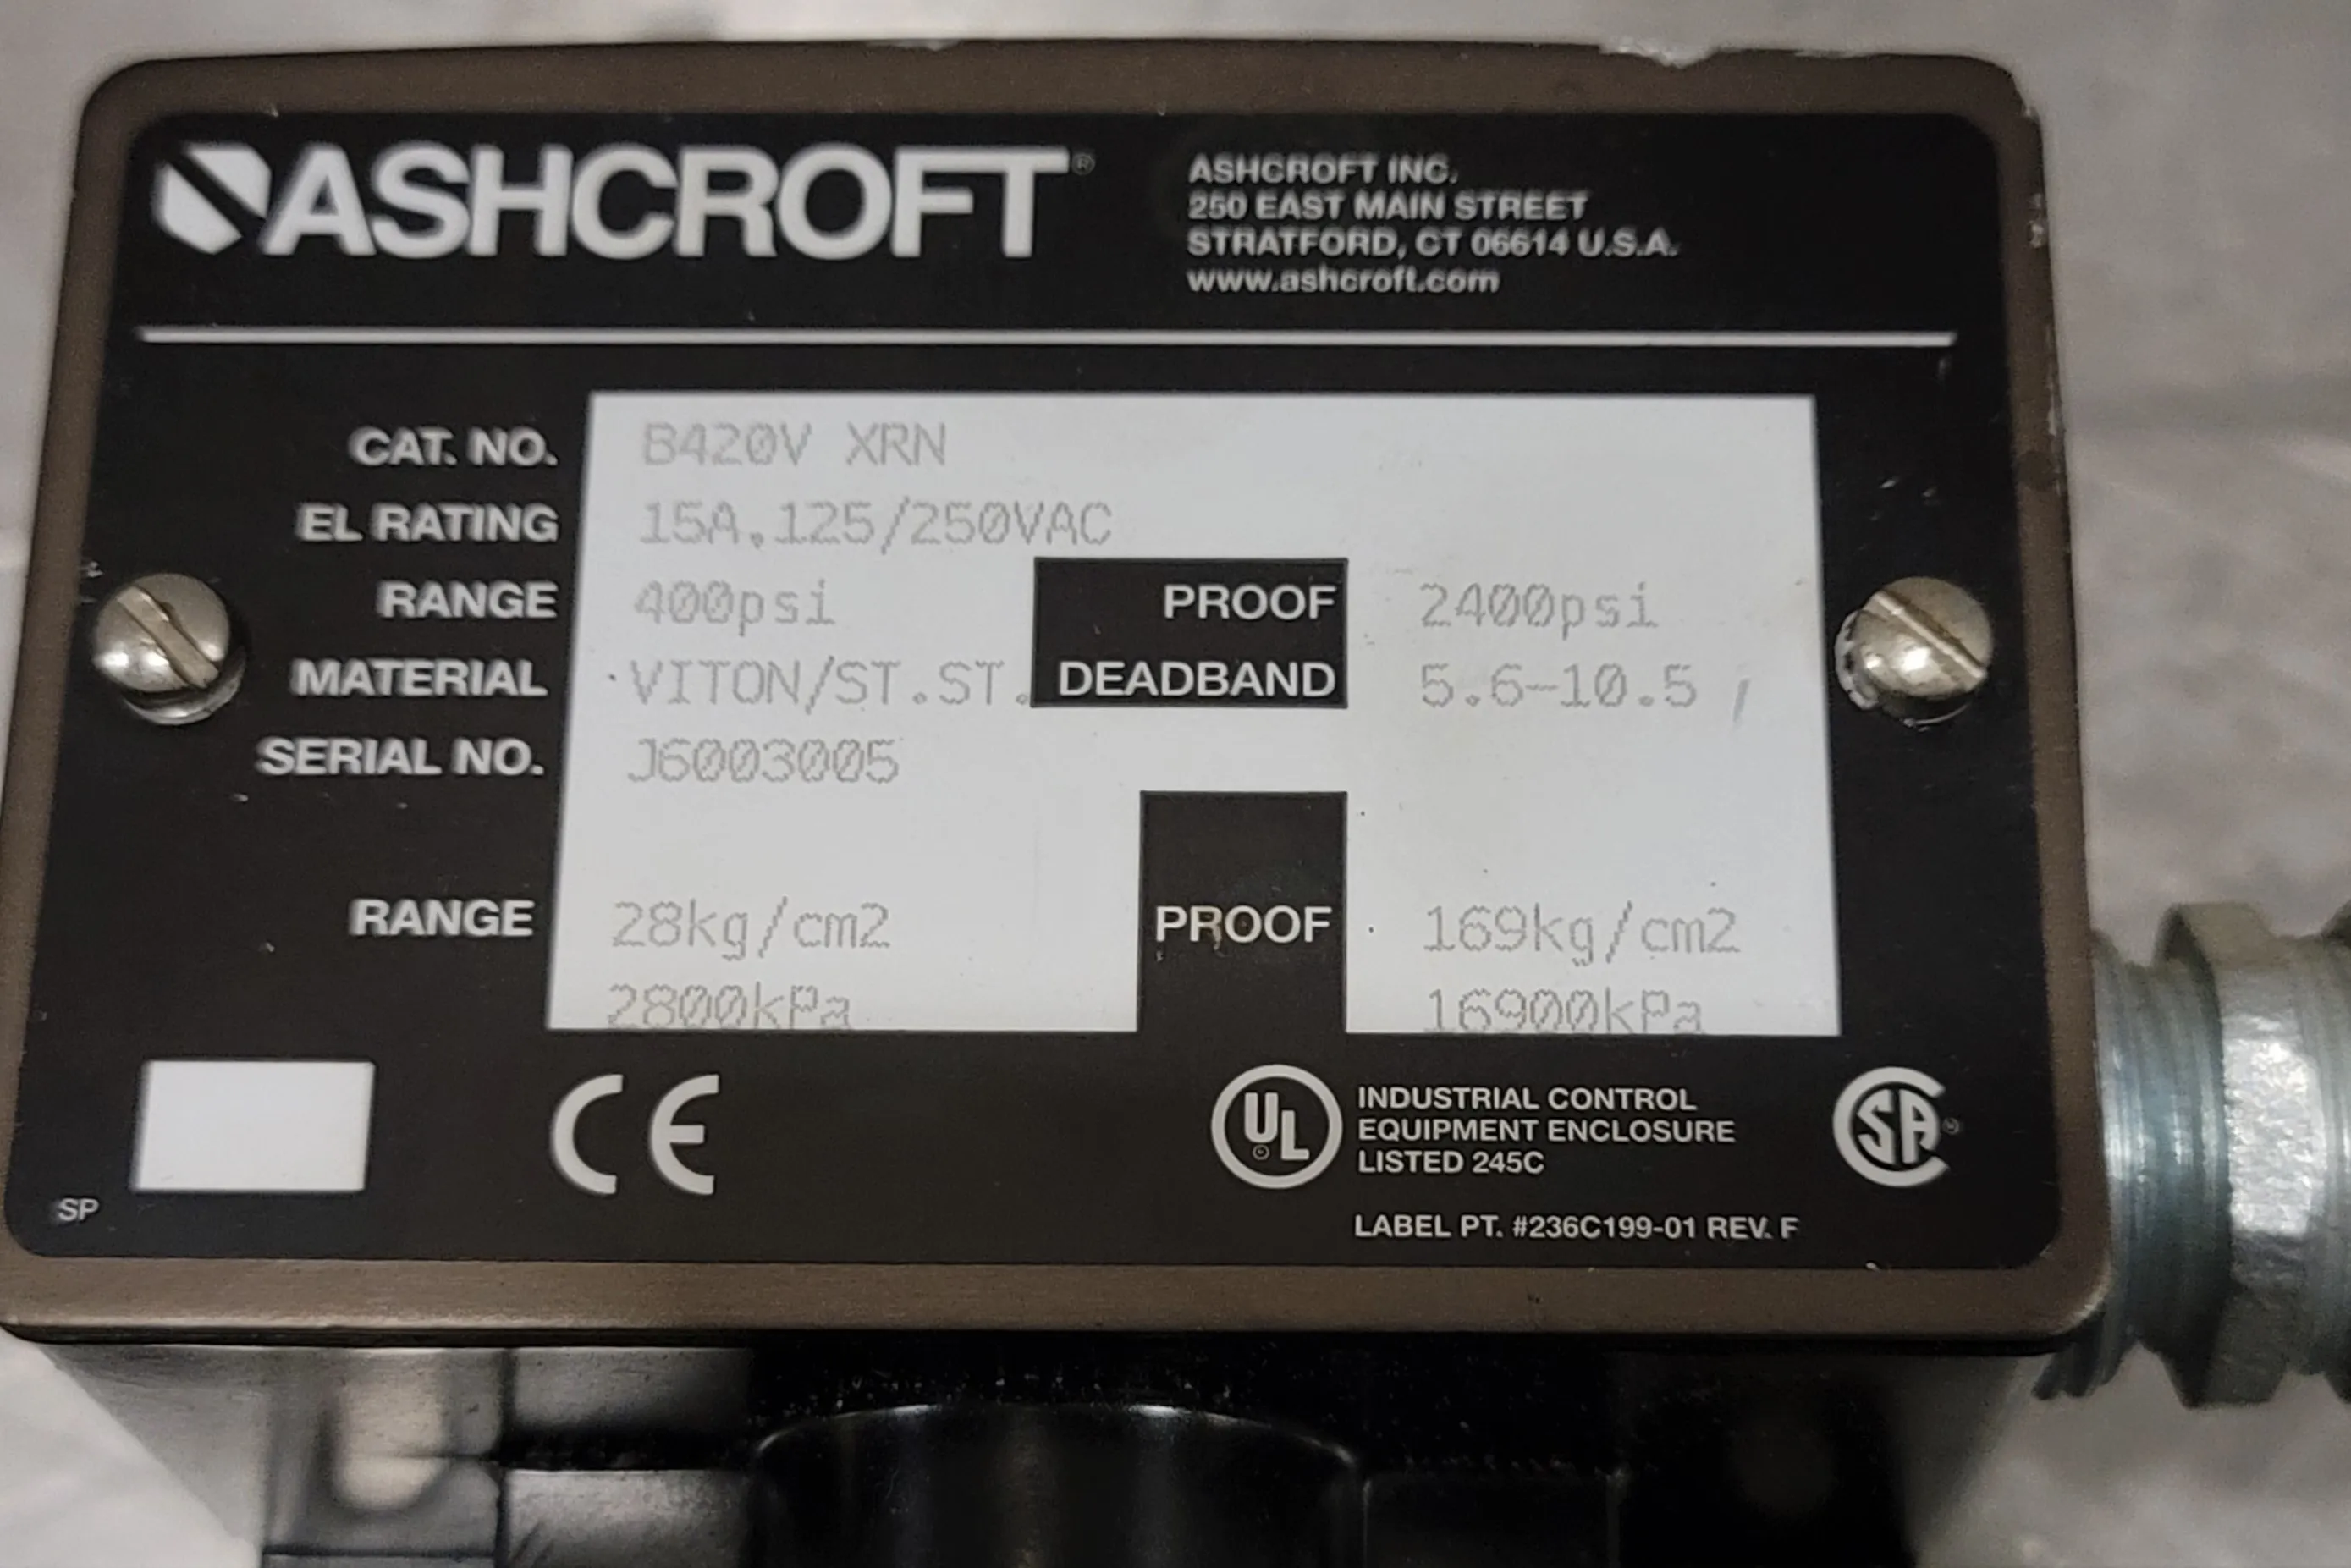 ASHCROFT®
ASHCROFT INC.
250 EAST MAIN STREET
STRATFORD, CT 06614 U.S.A.
www.ashcroft.com
CAT. NO. B420V XRN
EL RATING 15A.125/250VAC
RANGE 400psi PROOF 2400psi
MATERIAL VITON/ST.ST. DEADBAND 5.6-10.5
SERIAL NO. J6003005
RANGE 28kg/cm2 PROOF 169kg/cm2
2800kPa 16900kPa
CE
UL
INDUSTRIAL CONTROL
EQUIPMENT ENCLOSURE
LISTED 245C
SA
SP
LABEL PT. #236C199-01 REV. F